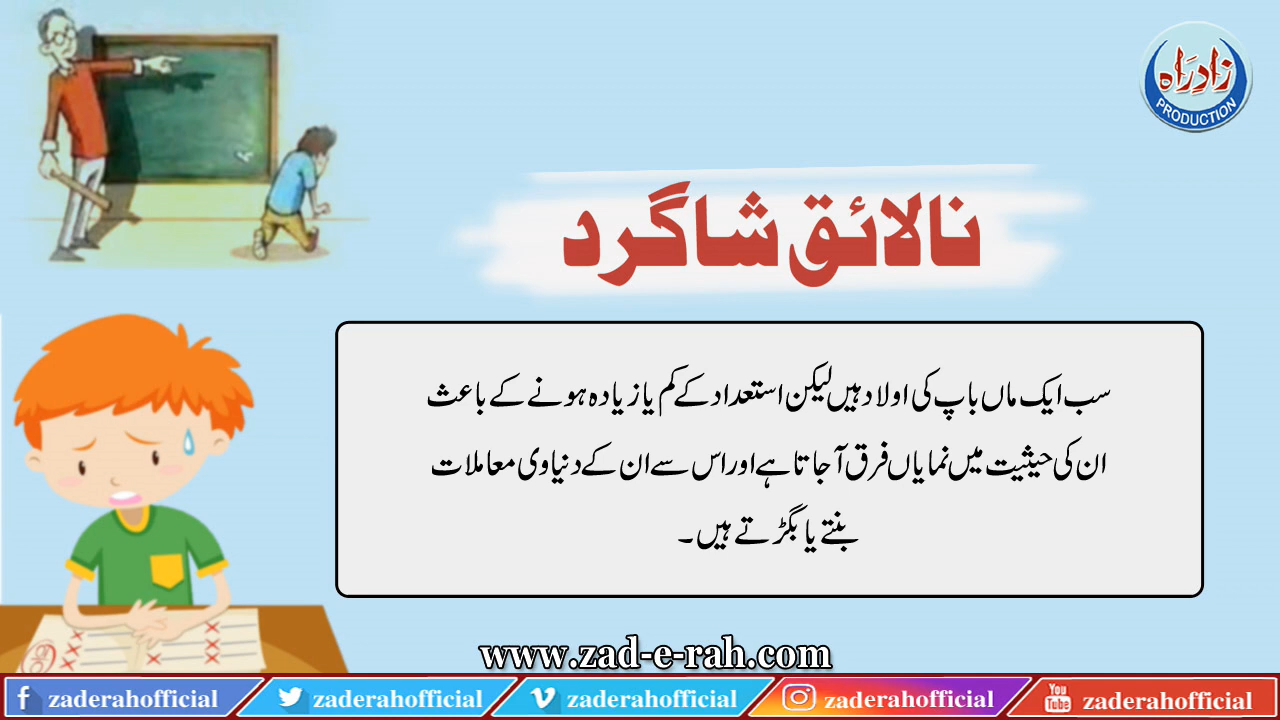 زادِرَاہ
PRODUCTION
نالائق شاگرد
سب ایک ماں باپ کی اولاد ہیں لیکن استعداد کے کم یا زیادہ ہونے کے باعث
ان کی حیثیت میں نمایاں فرق آ جاتا ہے اور اس سے ان کے دنیاوی معاملات
بنتے یا بگڑتے ہیں۔
www.zad-e-rah.com
zaderahofficial
zaderahofficial
zaderahofficial
zaderahofficial
You Tube zaderahofficial